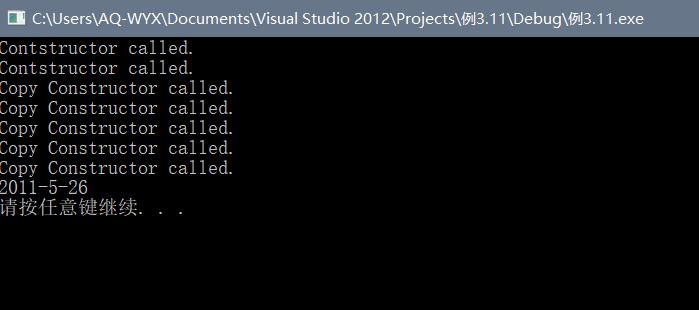 C:\Users\AQ-WYX\Documents\Visual Studio 2012\Projects\例3.11\Debug\例3.11.exe
Contstructor called.
Contstructor called.
Copy Constructor called.
Copy Constructor called.
Copy Constructor called.
Copy Constructor called.
Copy Constructor called.
2011-5-26
请按任意键继续. . .